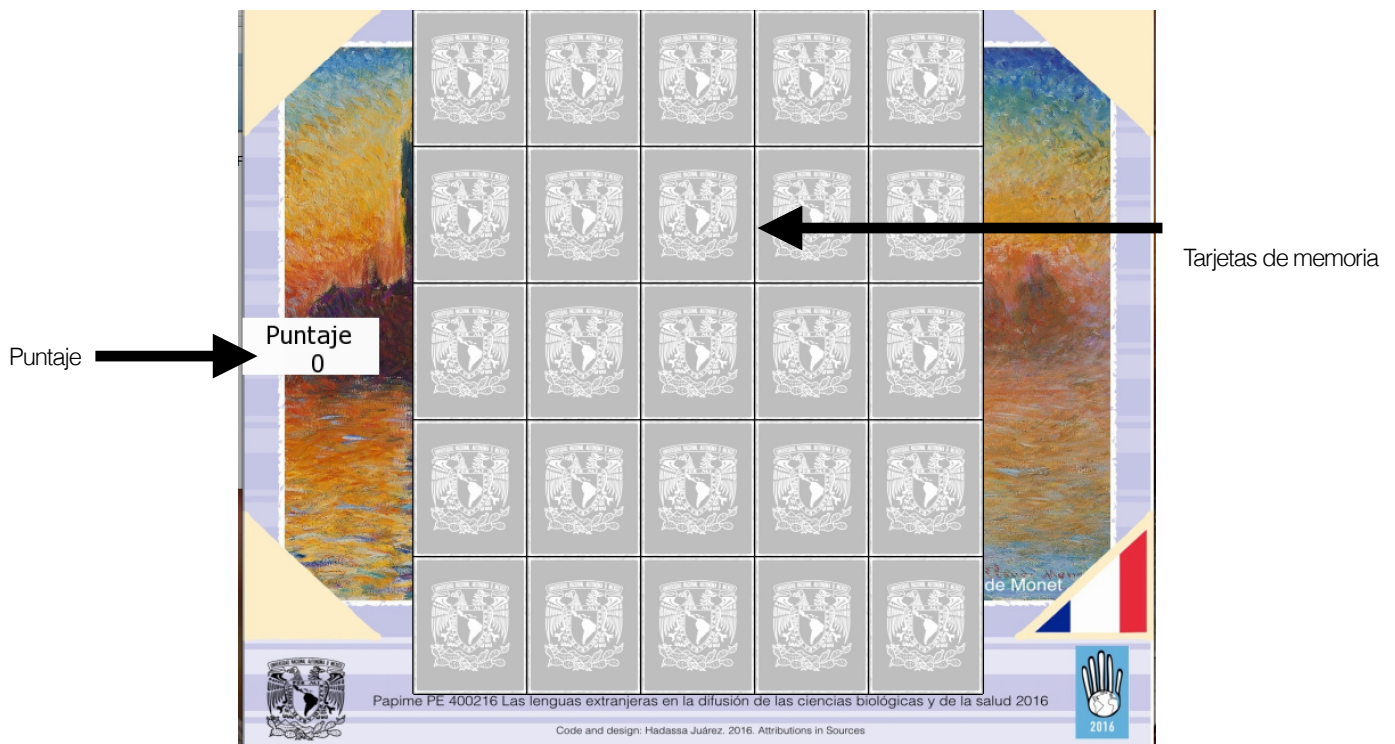 Tarjetas de memoria
Puntaje
0
Puntaje
de Monet
Papime PE 400216 Las lenguas extranjeras en la difusión de las ciencias biológicas y de la salud 2016
2016
Code and design: Hadassa Juárez. 2016. Attributions in Sources